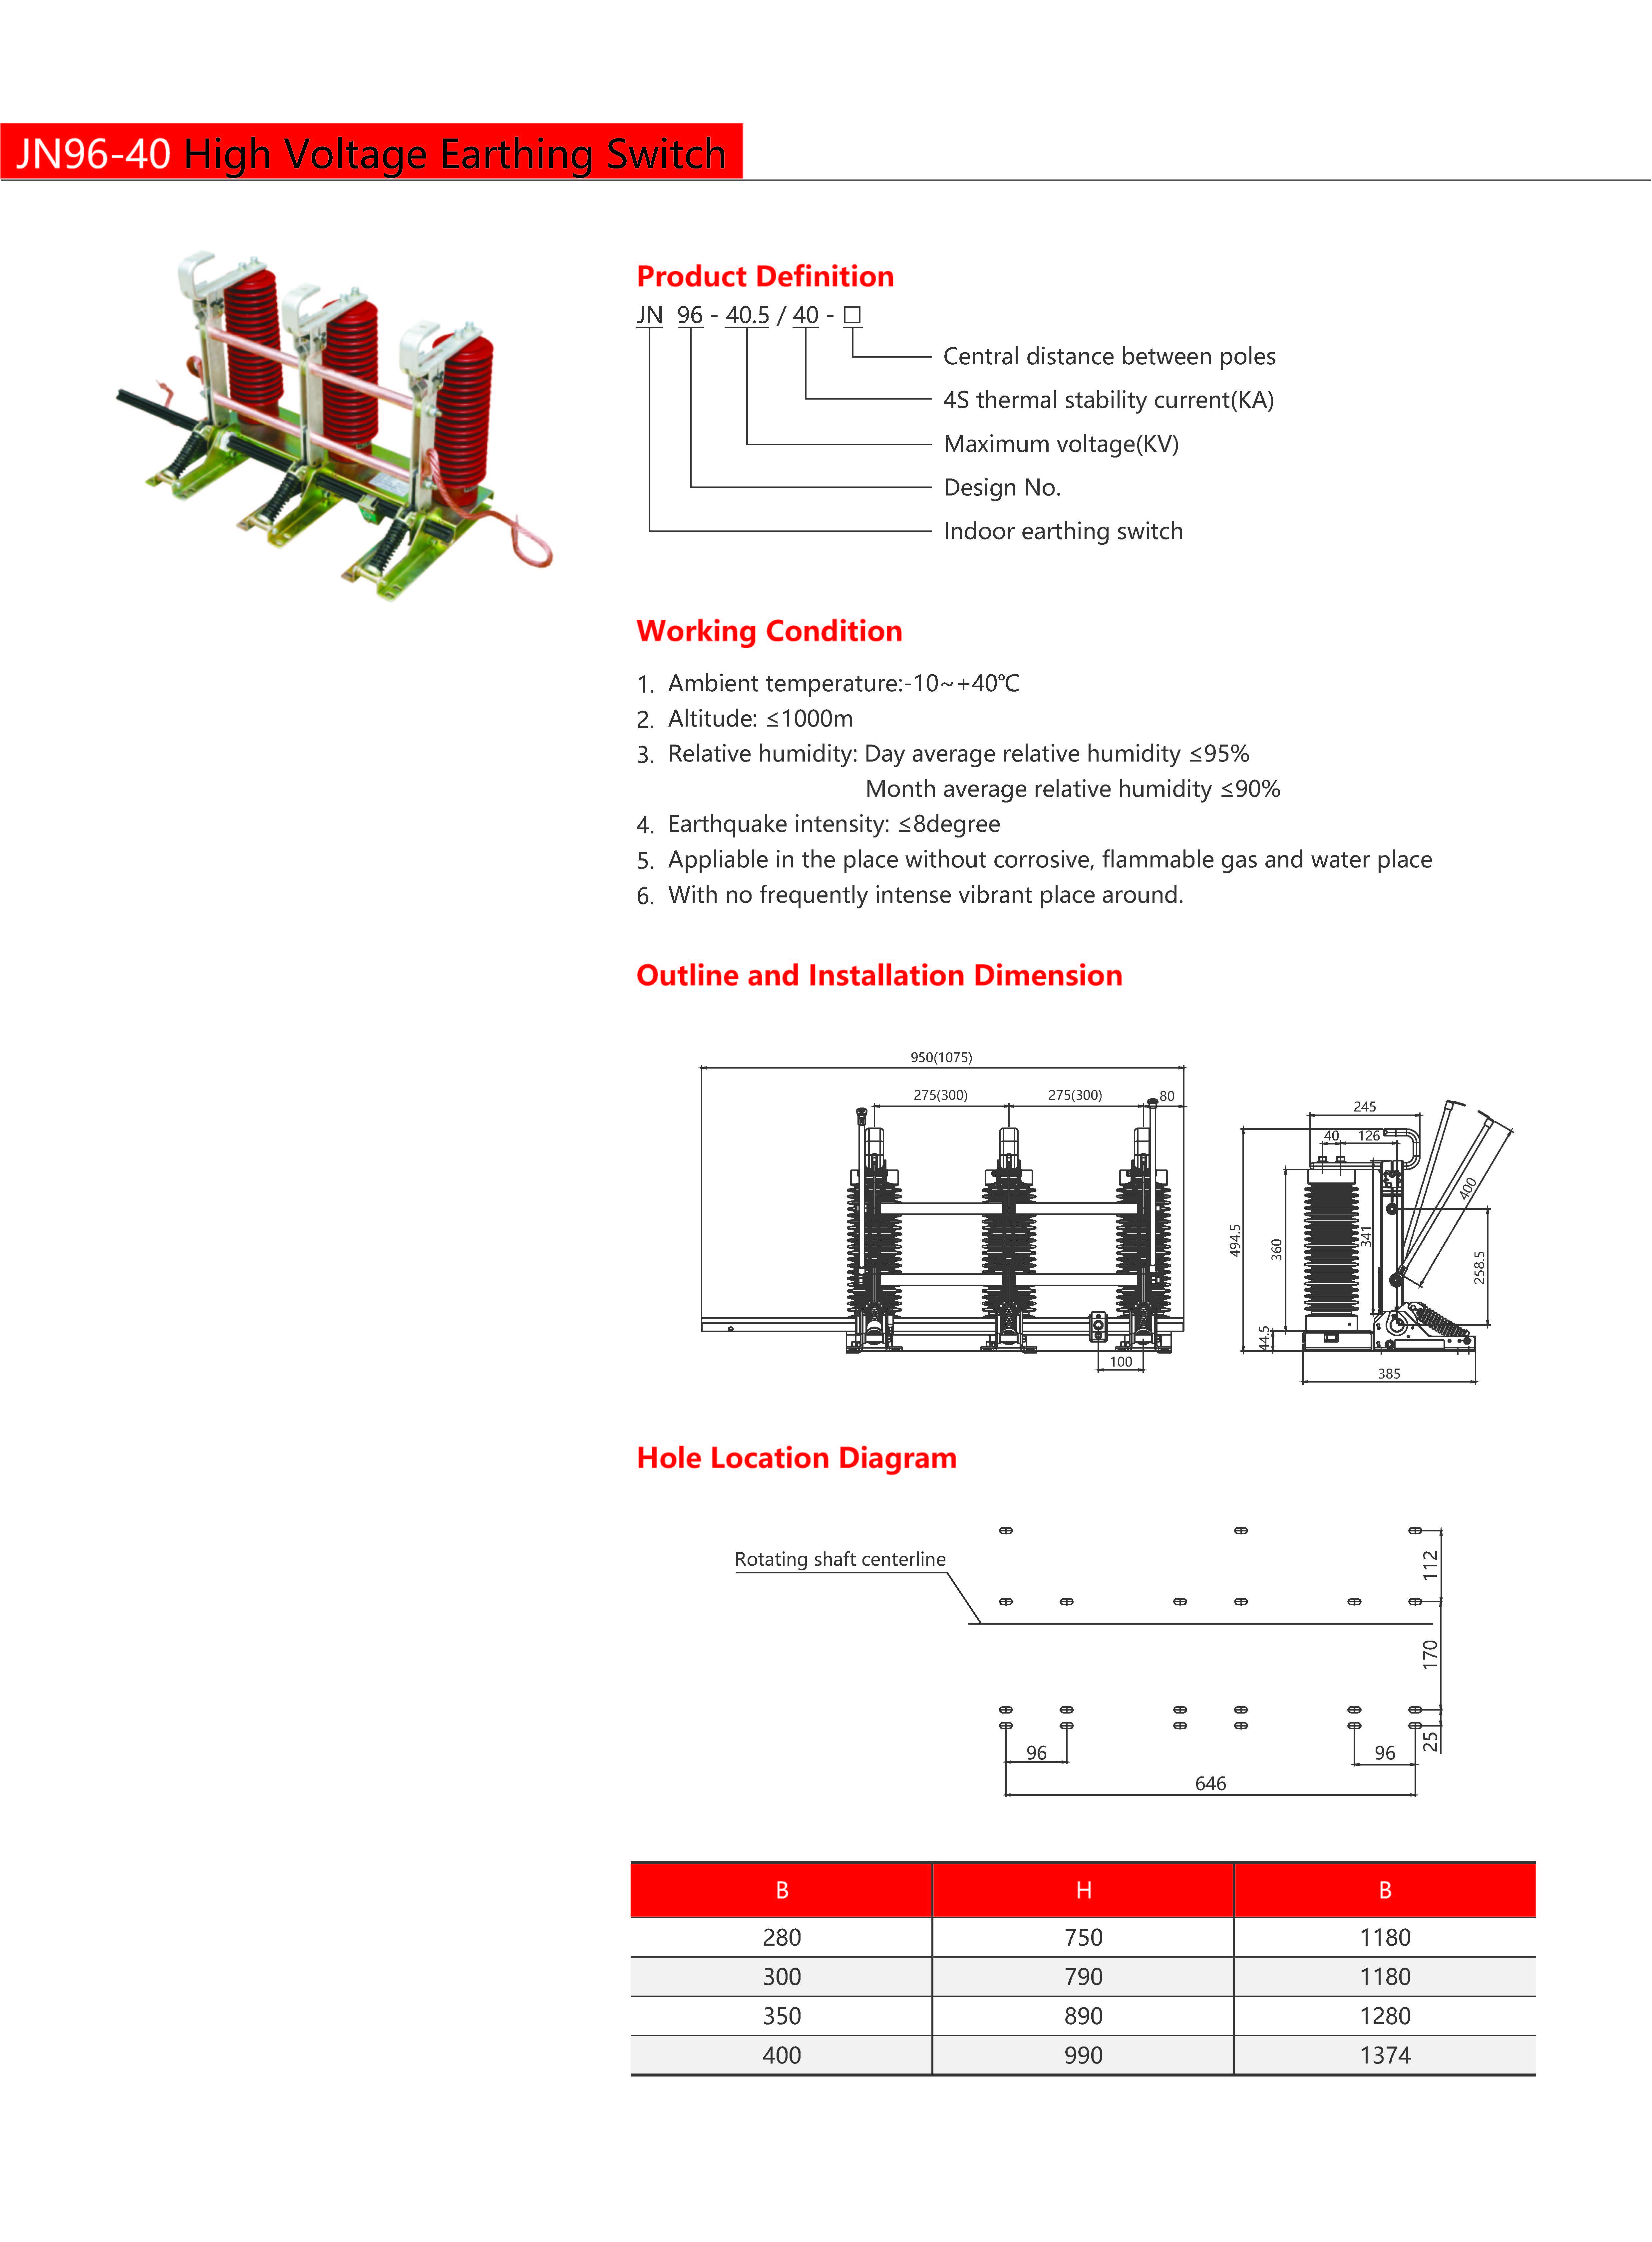 JN96-40 High Voltage Earthing Switch
Product Definition
JN 96 - 40.5 / 40 - □
Central distance between poles
4S thermal stability current(KA)
Maximum voltage(KV)
Design No.
Indoor earthing switch
Working Condition
1. Ambient temperature:-10~+40℃
2. Altitude: ≤1000m
3. Relative humidity: Day average relative humidity ≤95%
Month average relative humidity ≤90%
4. Earthquake intensity: ≤8degree
5. Appliable in the place without corrosive, flammable gas and water place
6. With no frequently intense vibrant place around.
Outline and Installation Dimension
950(1075)
275(300) 275(300) 80
100
245
40 126
400
494.5
360
341
258.5
44.5
385
Hole Location Diagram
Rotating shaft centerline
112
170
25
96 96
646
B H B
280 750 1180
300 790 1180
350 890 1280
400 990 1374